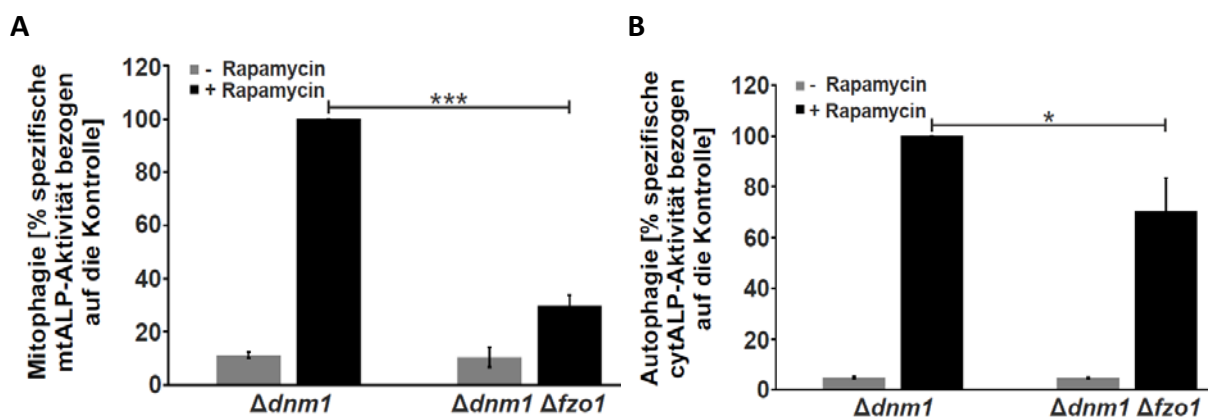 A
Mitophagie [% spezifische
mtALP-Aktivität bezogen
auf die Kontrolle]
120
100
80
60
40
20
0
- Rapamycin
+ Rapamycin
***
Δdnm1
Δdnm1 Δfzo1
B
Autophagie [% spezifische
cytALP-Aktivität bezogen
auf die Kontrolle]
120
100
80
60
40
20
0
- Rapamycin
+ Rapamycin
*
Δdnm1
Δdnm1 Δfzo1